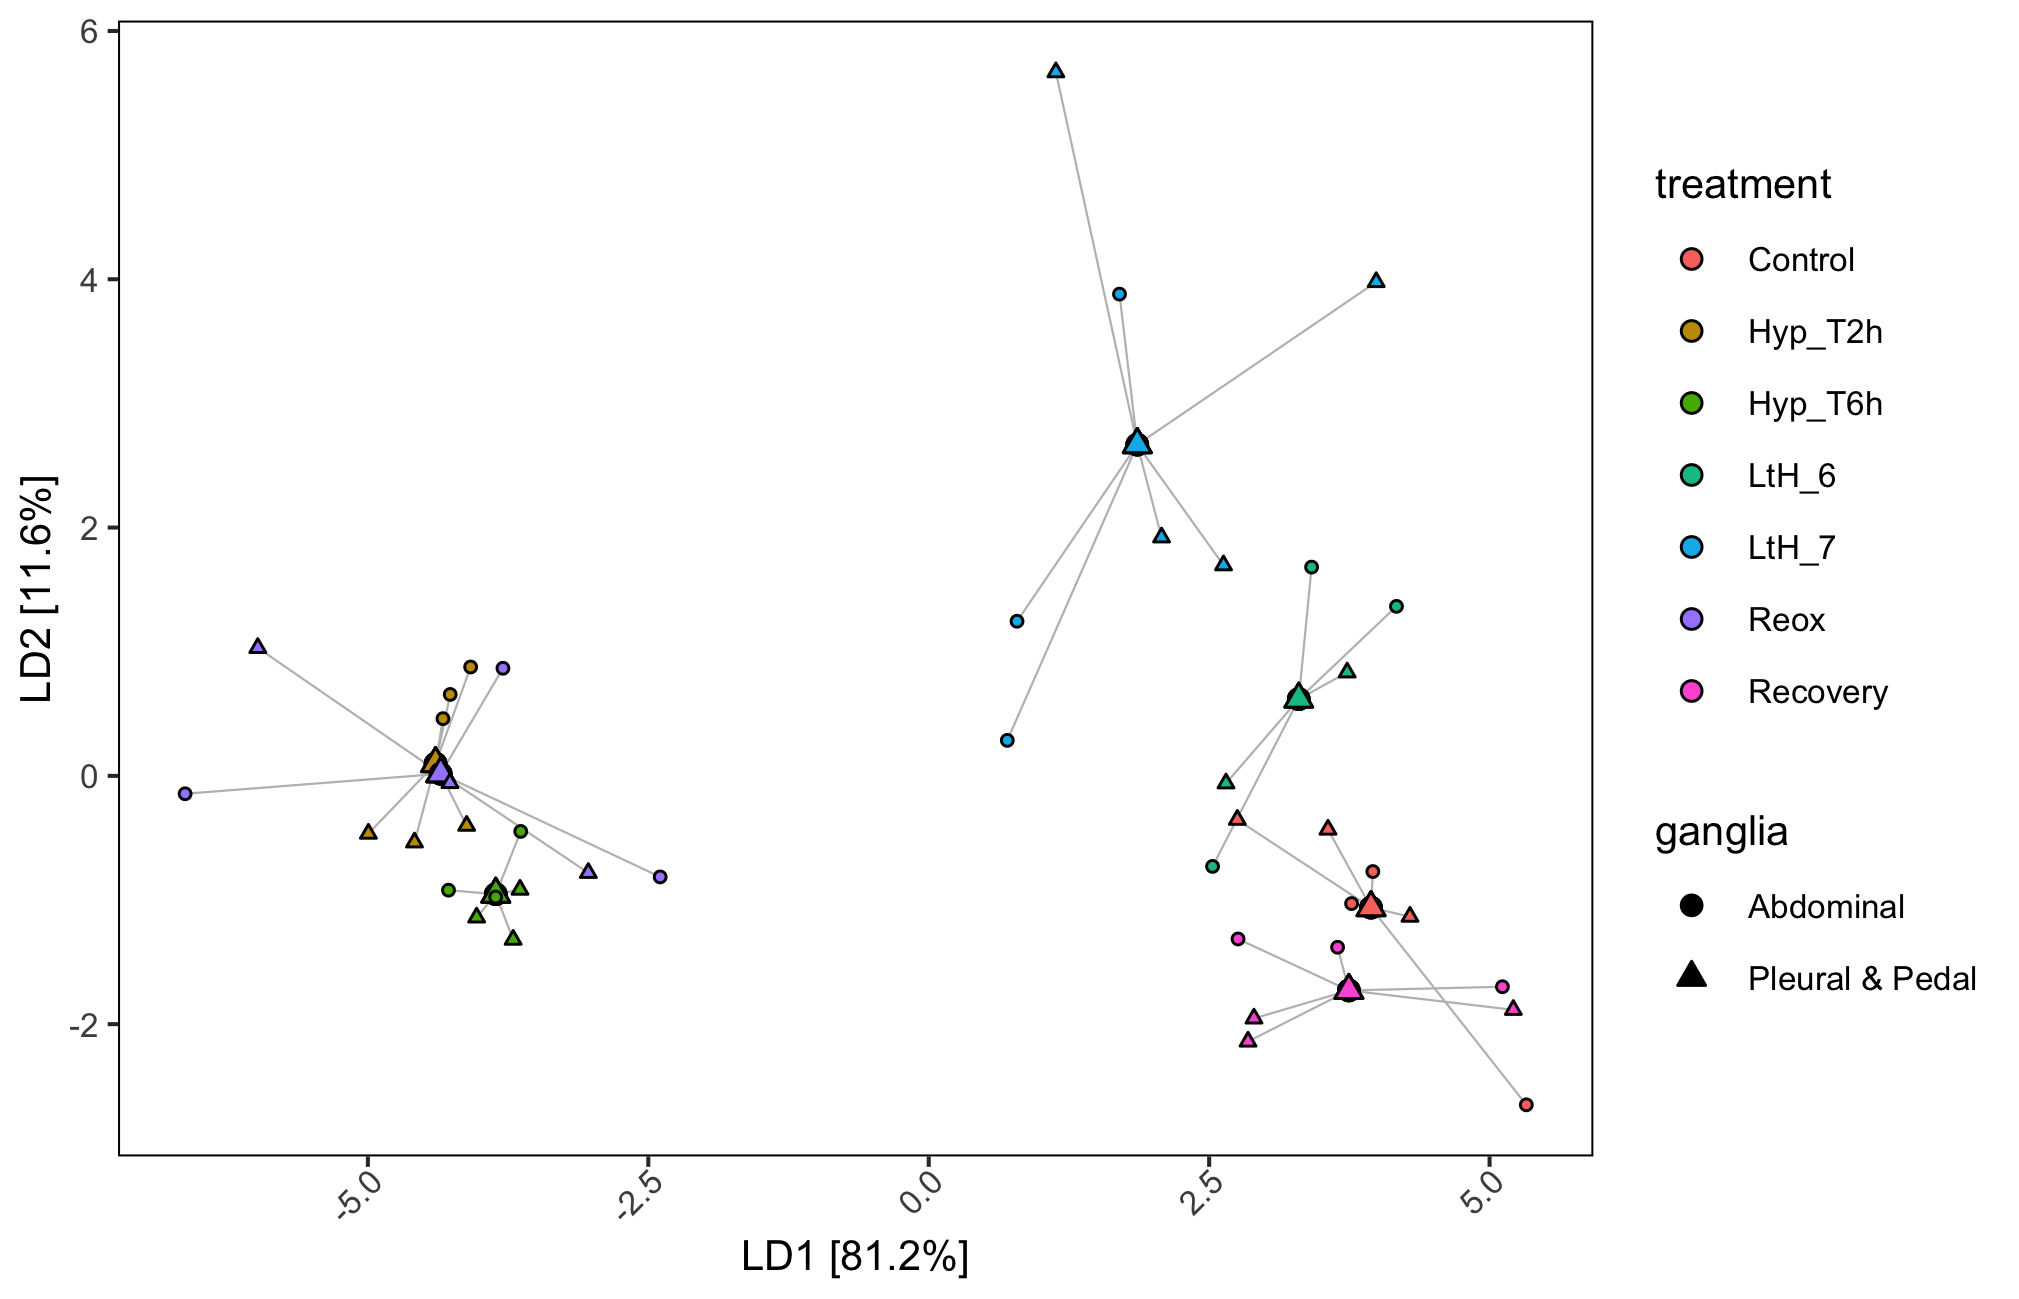 6
4
2
0
-2
LD2 [11.6%]
-5.0
-2.5
0.0
2.5
5.0
LD1 [81.2%]
treatment
Control
Hyp_T2h
Hyp_T6h
LtH_6
LtH_7
Reox
Recovery
ganglia
Abdominal
Pleural & Pedal